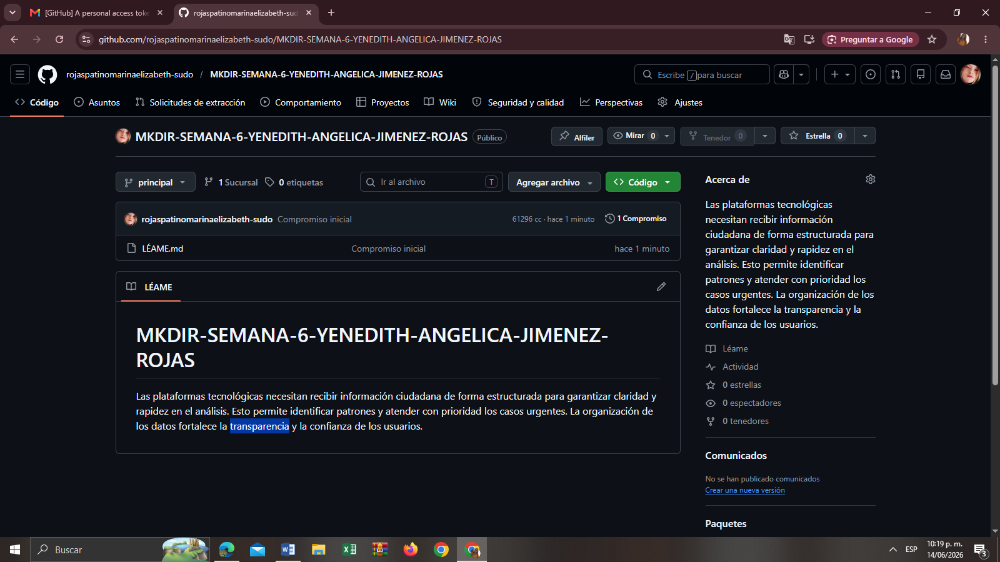 [GitHub] A personal access toke
rojaspatinomarinaelizabeth-sud
github.com/rojaspatinomarinaelizabeth-sudo/MKDIR-SEMANA-6-YENEDITH-ANGELICA-JIMENEZ-ROJAS
Preguntar a Google
rojaspatinomarinaelizabeth-sudo / MKDIR-SEMANA-6-YENEDITH-ANGELICA-JIMENEZ-ROJAS
Escribe / para buscar
Código Asuntos Solicitudes de extracción Comportamiento Proyectos Wiki Seguridad y calidad Perspectivas Ajustes
MKDIR-SEMANA-6-YENEDITH-ANGELICA-JIMENEZ-ROJAS Público
Alfiler Mirar 0 Tenedor 0 Estrella 0
principal 1 Sucursal 0 etiquetas Ir al archivo T Agregar archivo Código
rojaspatinomarinaelizabeth-sudo Compromiso inicial 61296 cc · hace 1 minuto 1 Compromiso
LÉAME.md Compromiso inicial hace 1 minuto
LÉAME
MKDIR-SEMANA-6-YENEDITH-ANGELICA-JIMENEZ-
ROJAS
Las plataformas tecnológicas necesitan recibir información ciudadana de forma estructurada para garantizar claridad y
rapidez en el análisis. Esto permite identificar patrones y atender con prioridad los casos urgentes. La organización de
los datos fortalece la transparencia y la confianza de los usuarios.
Acerca de
Las plataformas tecnológicas
necesitan recibir información
ciudadana de forma estructurada para
garantizar claridad y rapidez en el
análisis. Esto permite identificar
patrones y atender con prioridad los
casos urgentes. La organización de los
datos fortalece la transparencia y la
confianza de los usuarios.
Léame
Actividad
0 estrellas
0 espectadores
0 tenedores
Comunicados
No se han publicado comunicados
Crear una nueva versión
Paquetes
Buscar
ESP
10:19 p. m.
14/06/2026
3